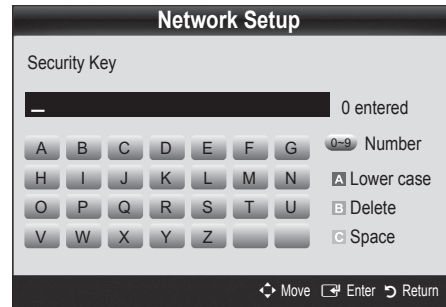 Network Setup
Security Key
_ 0 entered
A B C D E F G 0~9 Number
H I J K L M N A Lower case
O P Q R S T U B Delete
V W X Y Z C Space
Move Enter Return